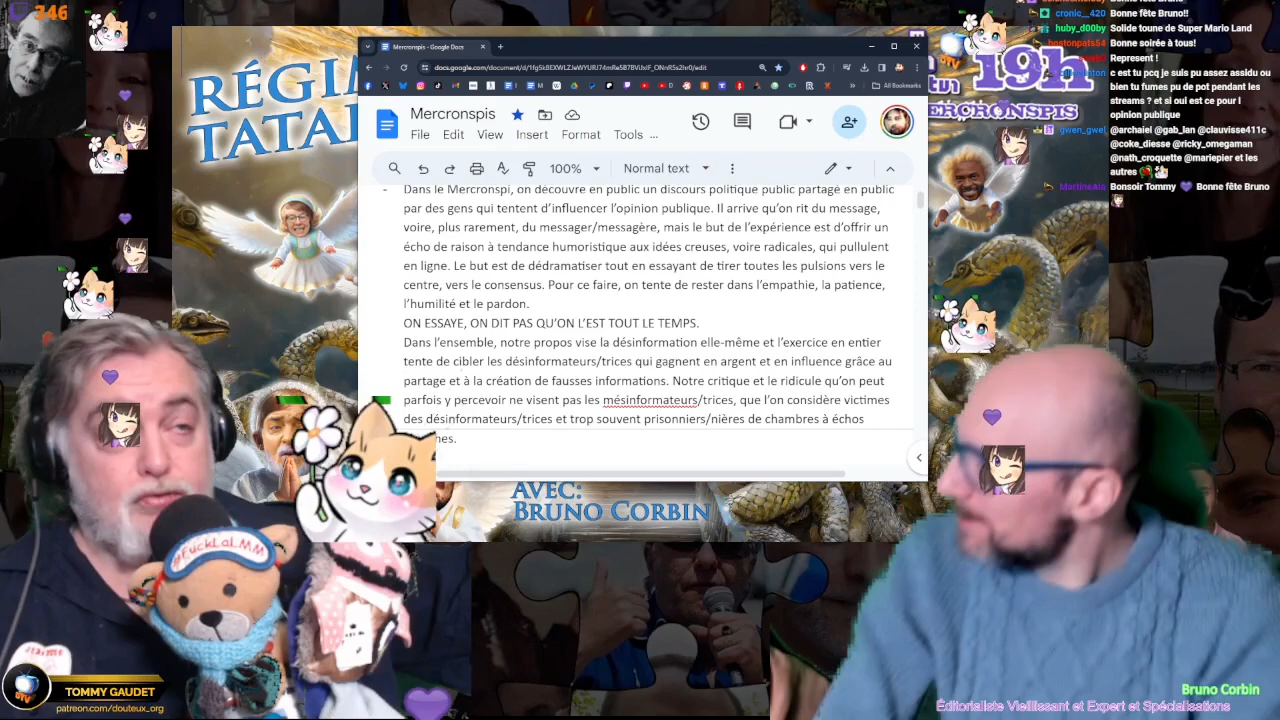 346
RÉGIM
TATA
19h
MERCRONSPIS
Mercronspis - Google Docs
docs.google.com/document/d/1fgSkBEXWLZJeWYURJ74mRe5B7BViJxIF_ONnR5s2hr0/edit
All Bookmarks
Mercronspis
File Edit View Insert Format Tools ...
100% Normal text
- Dans le Mercronspi, on découvre en public un discours politique public partagé en public
par des gens qui tentent d'influencer l'opinion publique. Il arrive qu'on rit du message,
voire, plus rarement, du messager/messagère, mais le but de l'expérience est d'offrir un
écho de raison à tendance humoristique aux idées creuses, voire radicales, qui pullulent
en ligne. Le but est de dédramatiser tout en essayant de tirer toutes les pulsions vers le
centre, vers le consensus. Pour ce faire, on tente de rester dans l'empathie, la patience,
l'humilité et le pardon.
ON ESSAYE, ON DIT PAS QU'ON L'EST TOUT LE TEMPS.
Dans l'ensemble, notre propos vise la désinformation elle-même et l'exercice en entier
tente de cibler les désinformateurs/trices qui gagnent en argent et en influence grâce au
partage et à la création de fausses informations. Notre critique et le ridicule qu'on peut
parfois y percevoir ne visent pas les mésinformateurs/trices, que l'on considère victimes
des désinformateurs/trices et trop souvent prisonniers/nières de chambres à échos
nes.
AVEC:
BRUNO CORBIN
cronic__420 Bonne fête Bruno!!
huby_d00by Solide toune de Super Mario Land
bostonpats54 Bonne soirée à tous!
Represent !
c est tu pcq je suis pu assez assidu ou
bien tu fumes pu de pot pendant les
streams ? et si oui est ce pour l
opinion publique
gwen_gwel
@archaiel @gab_lan @clauvisse411c
@coke_diesse @ricky_omegaman
@nath_croquette @mariepier et les
autres
MartineAla Bonsoir Tommy Bonne fête Bruno
#FuckLaLMM
GTV
TOMMY GAUDET
patreon.com/douteux_org
Bruno Corbin
Éditorialiste Vieillissant et Expert et Spécialisations